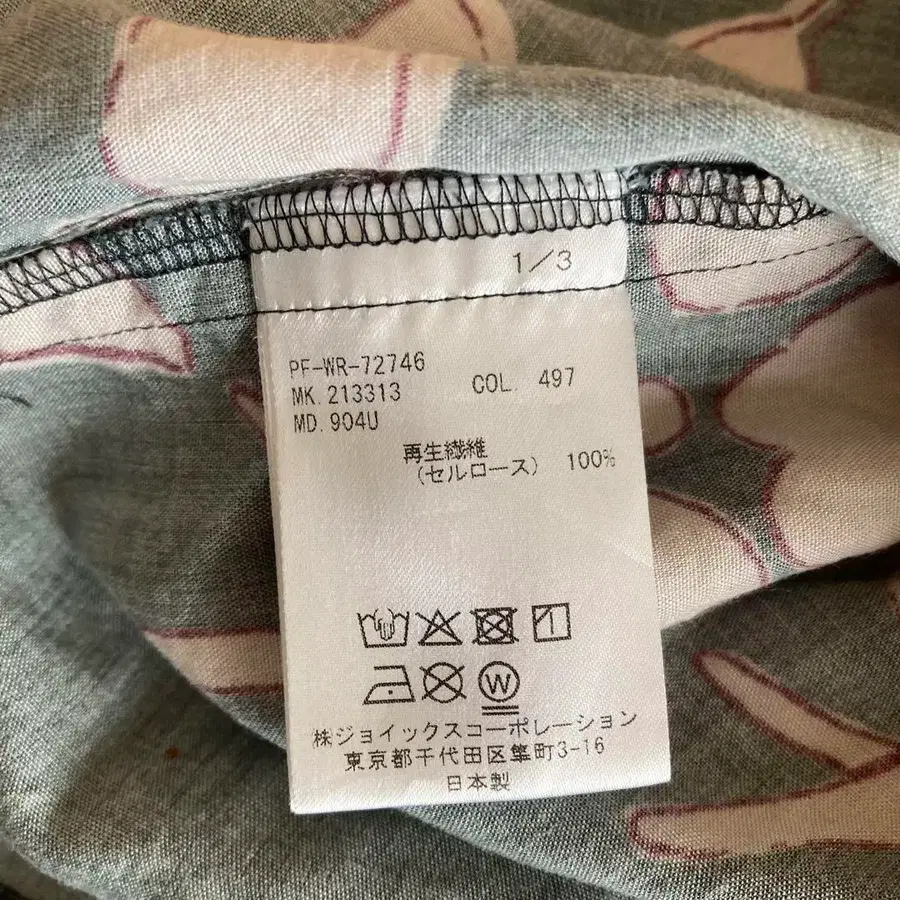 1/3
PF-WR-72746
MK. 213313 COL. 497
MD. 904U
再生繊維
(セルロース) 100%
W
株ジョイックスコーポレーション
東京都千代田区隼町3-16
日本製